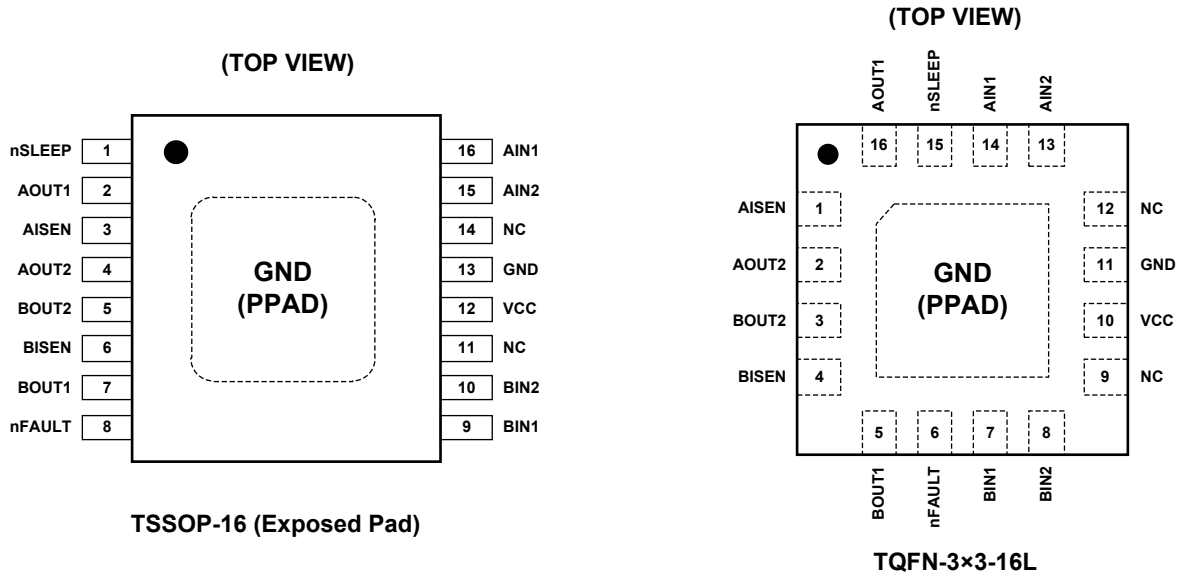 (TOP VIEW)
nSLEEP 1
AOUT1 2
AISEN 3
AOUT2 4
BOUT2 5
BISEN 6
BOUT1 7
nFAULT 8
16 AIN1
15 AIN2
14 NC
13 GND
12 VCC
11 NC
10 BIN2
9 BIN1
GND
(PPAD)
TSSOP-16 (Exposed Pad)
(TOP VIEW)
AOUT1
nSLEEP
AIN1
AIN2
16 15 14 13
AISEN 1
AOUT2 2
BOUT2 3
BISEN 4
12 NC
11 GND
10 VCC
9 NC
GND
(PPAD)
5 6 7 8
BOUT1
nFAULT
BIN1
BIN2
TQFN-3×3-16L